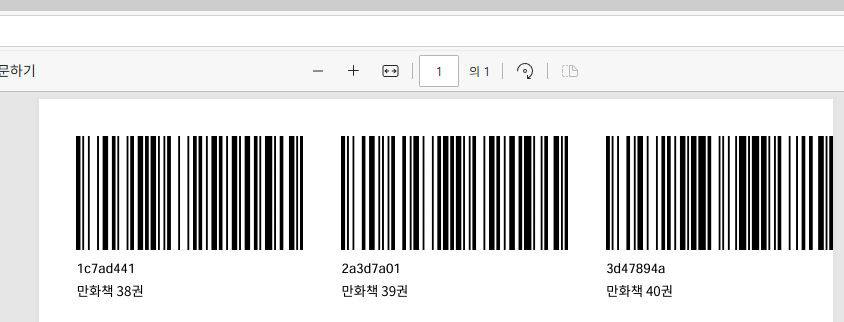 문하기
1
의 1
1c7ad441
만화책 38권
2a3d7a01
만화책 39권
3d47894a
만화책 40권